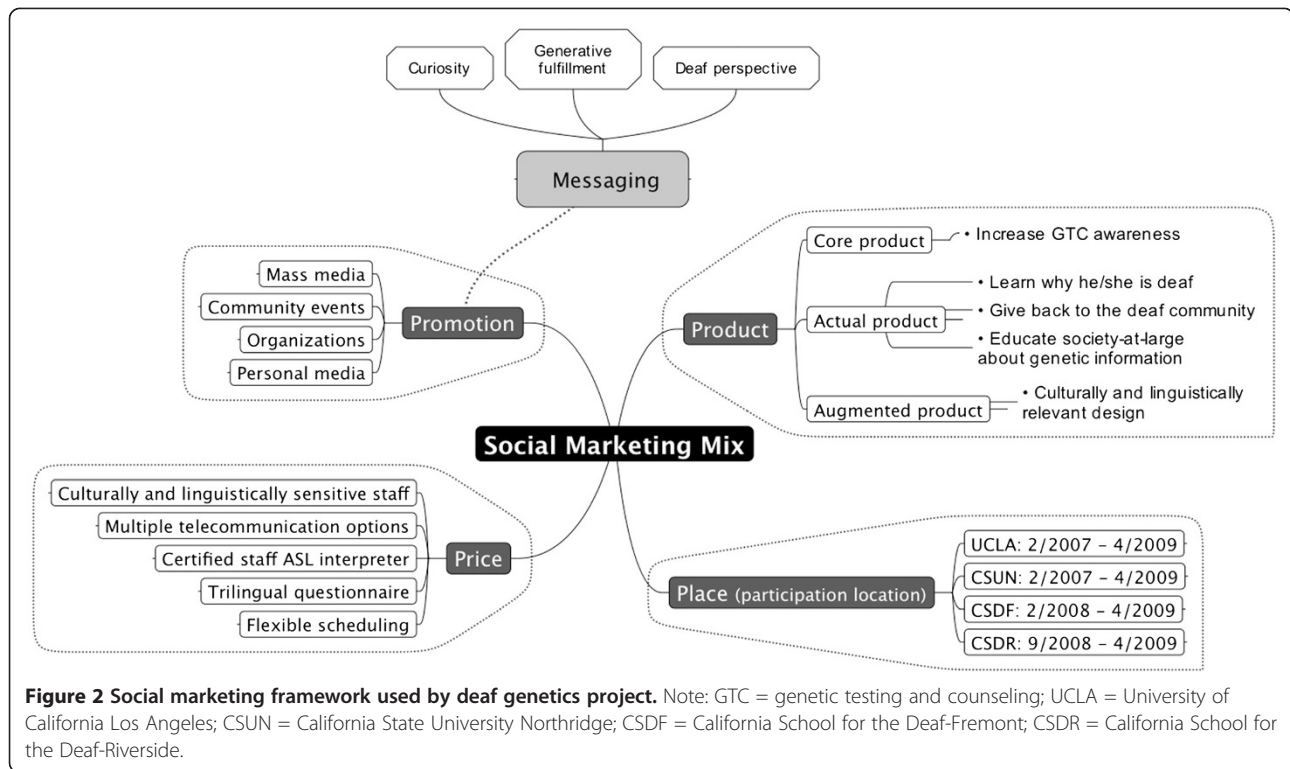 Curiosity
Generative
fulfillment
Deaf perspective
Messaging
Mass media
Community events
Organizations
Personal media
Promotion
Product
Core product
• Increase GTC awareness
Actual product
• Learn why he/she is deaf
• Give back to the deaf community
• Educate society-at-large
about genetic information
Augmented product
• Culturally and linguistically
relevant design
Social Marketing Mix
Culturally and linguistically sensitive staff
Multiple telecommunication options
Certified staff ASL interpreter
Trilingual questionnaire
Flexible scheduling
Price
Place (participation location)
UCLA: 2/2007 – 4/2009
CSUN: 2/2007 – 4/2009
CSDF: 2/2008 – 4/2009
CSDR: 9/2008 – 4/2009
Figure 2 Social marketing framework used by deaf genetics project. Note: GTC = genetic testing and counseling; UCLA = University of
California Los Angeles; CSUN = California State University Northridge; CSDF = California School for the Deaf-Fremont; CSDR = California School for
the Deaf-Riverside.